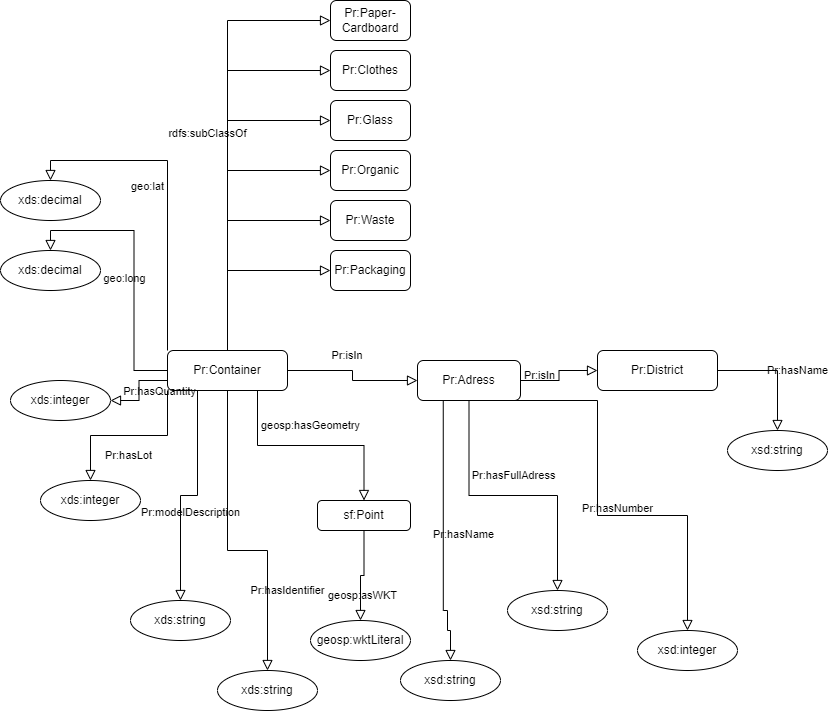 Pr:Paper-
Cardboard
Pr:Clothes
Pr:Glass
rdfs:subClassOf
Pr:Organic
geo:lat
xds:decimal
Pr:Waste
xds:decimal
geo:long
Pr:Packaging
Pr:isIn
Pr:Container
Pr:isIn
Pr:Adress
Pr:District
Pr:hasName
Pr:hasQuantity
xds:integer
geosp:hasGeometry
Pr:hasLot
xsd:string
Pr:hasFullAdress
xds:integer
Pr:modelDescription
sf:Point
Pr:hasNumber
Pr:hasName
Pr:hasIdentifier
geosp:asWKT
xsd:string
xds:string
geosp:wktLiteral
xsd:integer
xsd:string
xds:string